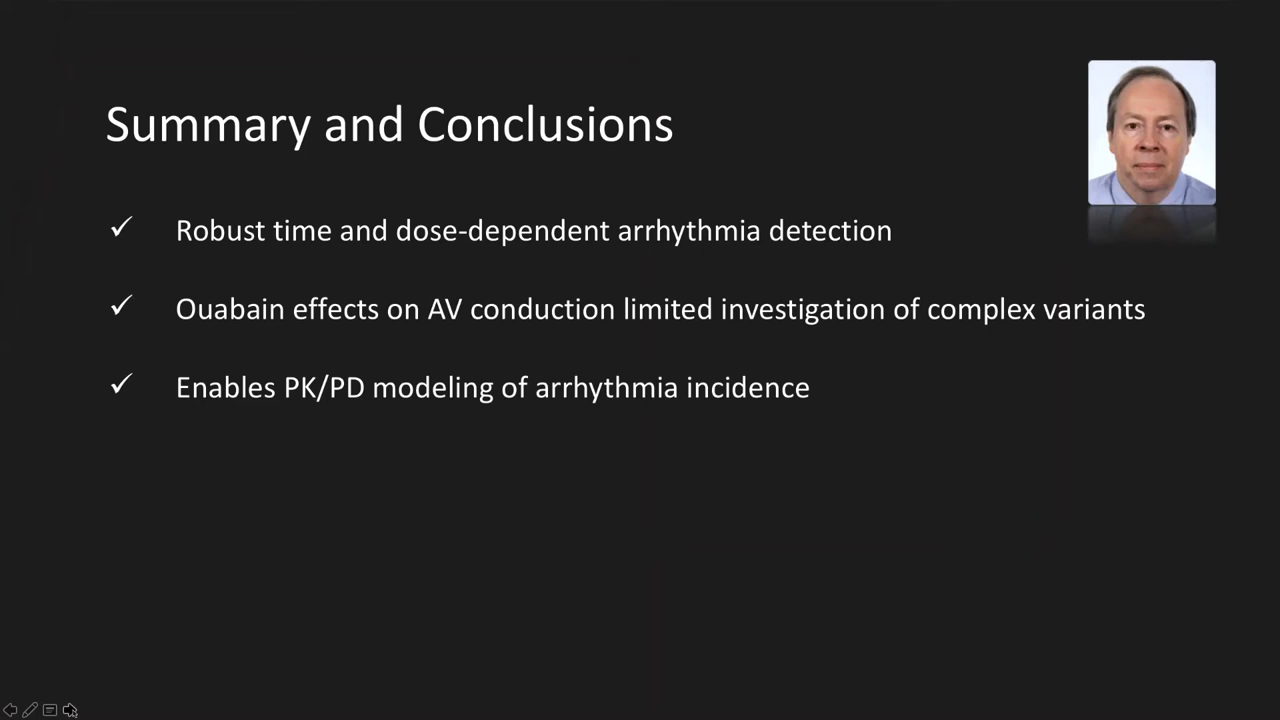 Summary and Conclusions
✓ Robust time and dose-dependent arrhythmia detection
✓ Ouabain effects on AV conduction limited investigation of complex variants
✓ Enables PK/PD modeling of arrhythmia incidence